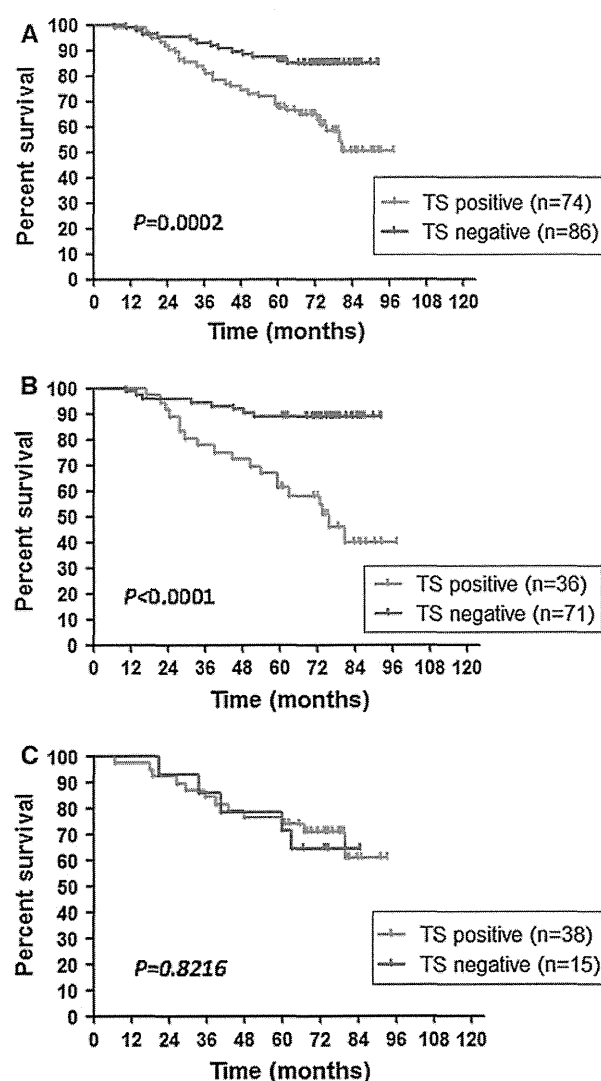 A
100
90
80
70
60
50
40
30
20
10
0
Percent survival
P=0.0002
TS positive (n=74)
TS negative (n=86)
0 12 24 36 48 60 72 84 96 108 120
Time (months)
B
100
90
80
70
60
50
40
30
20
10
0
Percent survival
P<0.0001
TS positive (n=36)
TS negative (n=71)
0 12 24 36 48 60 72 84 96 108 120
Time (months)
C
100
90
80
70
60
50
40
30
20
10
0
Percent survival
P=0.8216
TS positive (n=38)
TS negative (n=15)
0 12 24 36 48 60 72 84 96 108 120
Time (months)